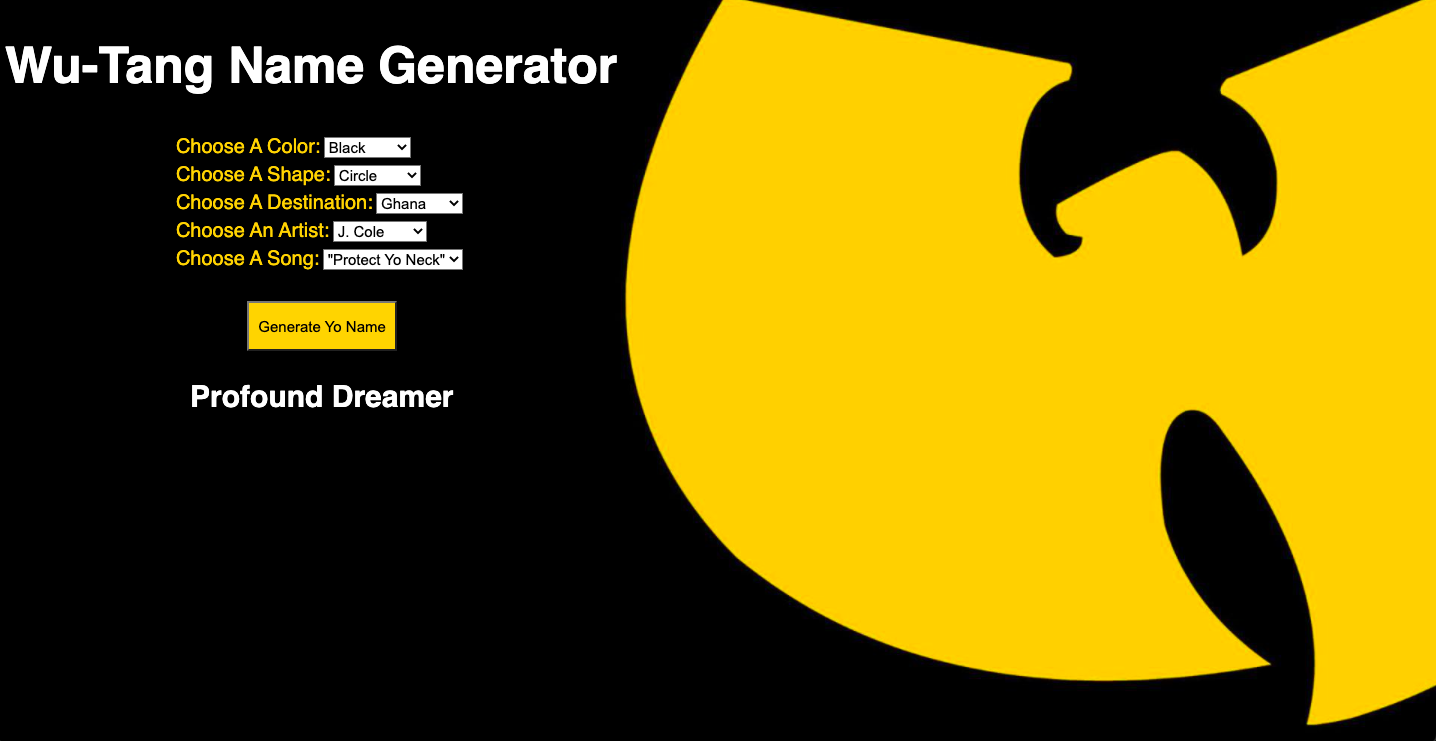 Wu-Tang Name Generator
Choose A Color: Black
Choose A Shape: Circle
Choose A Destination: Ghana
Choose An Artist: J. Cole
Choose A Song: "Protect Yo Neck"
Generate Yo Name
Profound Dreamer